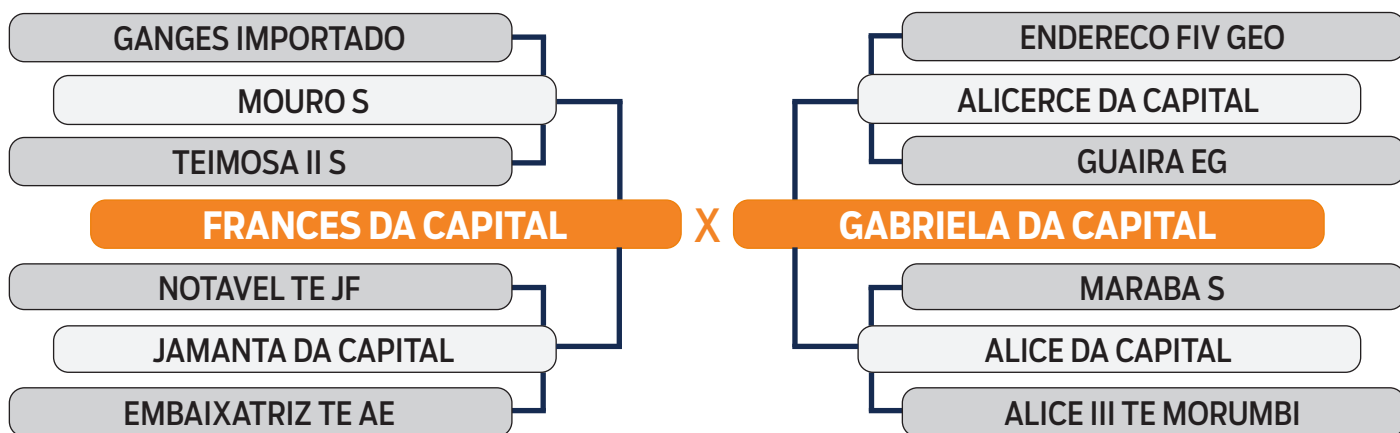 GANGES IMPORTADO
MOURO S
TEIMOSA II S
FRANCES DA CAPITAL
NOTAVEL TE JF
JAMANTA DA CAPITAL
EMBAIXATRIZ TE AE
X
ENDERECO FIV GEO
ALICERCE DA CAPITAL
GUAIRA EG
GABRIELA DA CAPITAL
MARABA S
ALICE DA CAPITAL
ALICE III TE MORUMBI